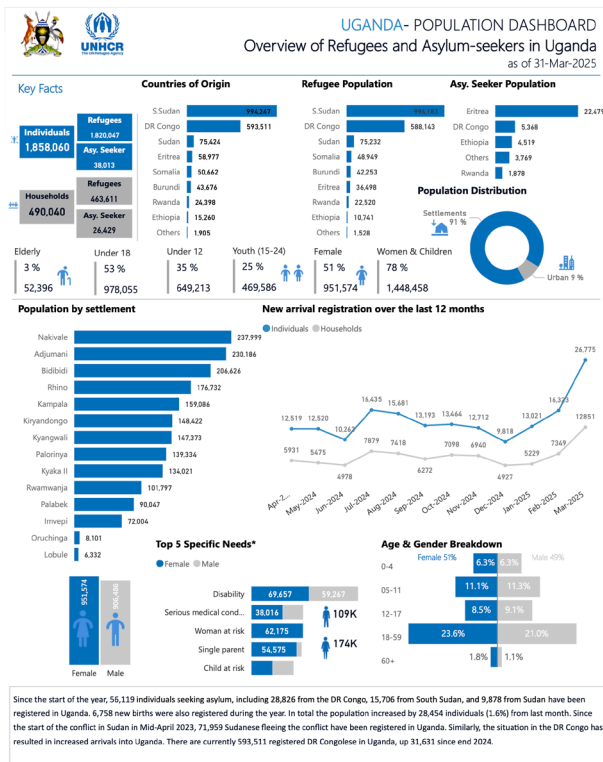 UGANDA- POPULATION DASHBOARD
Overview of Refugees and Asylum-seekers in Uganda
as of 31-Mar-2025
UNHCR
The UN Refugee Agency
Key Facts
Individuals
1,858,060
Refugees
1.820,047
Asy. Seeker
38,013
Households
490,040
Refugees
463,611
Asy. Seeker
26,429
Countries of Origin
S.Sudan 994,247
DR Congo 593,511
Sudan 75,424
Eritrea 58,977
Somalia 50,662
Burundi 43,676
Rwanda 24,398
Ethiopia 15,260
Others 1,905
Refugee Population
S.Sudan
DR Congo 588,143
Sudan 75,232
Somalia 48,949
Burundi 42,253
Eritrea 36,498
Rwanda 22,520
Ethiopia 10,741
Others 1,528
Asy. Seeker Population
Eritrea 22,479
DR Congo 5,368
Ethiopia 4,519
Others 3,769
Rwanda 1,878
Population Distribution
Settlements
91 %
Urban 9 %
Elderly
3 %
52,396
Under 18
53 %
978,055
Under 12
35 %
649,213
Youth (15-24)
25 %
469,586
Female
51 %
951,574
Women & Children
78 %
1,448,458
Population by settlement
Nakivale 237,999
Adjumani 230,186
Bidibidi 206,626
Rhino 176,732
Kampala 159,086
Kiryandongo 148,422
Kyangwali 147,373
Palorinya 139,334
Kyaka II 134,021
Rwamwanja 101,797
Palabek 90,047
Imvepi 72,004
Oruchinga 8,101
Lobule 6,332
951,574
906,486
Female Male
New arrival registration over the last 12 months
Individuals Households
26,775
16,435 15,681 16,333
12,519 12,520 10,262 13,193 13,464 12,712 9,818 13,021
12851
5931 5475 4978 7879 7418 6272 7098 6940 4927 5229 7349
Apr-2... May-2024 Jun-2024 Jul-2024 Aug-2024 Sep-2024 Oct-2024 Nov-2024 Dec-2024 Jan-2025 Feb-2025 Mar-2025
Top 5 Specific Needs*
Female Male
Disability 69,657 59,267
Serious medical cond... 38,016
Woman at risk 62,175
Single parent 54,575
Child at risk
109K
174K
Age & Gender Breakdown
Female 51% Male 49%
0-4 6.3% 6.3%
05-11 11.1% 11.3%
12-17 8.5% 9.1%
18-59 23.6% 21.0%
60+ 1.8% 1.1%
Since the start of the year, 56,119 individuals seeking asylum, including 28,826 from the DR Congo, 15,706 from South Sudan, and 9,878 from Sudan have been
registered in Uganda. 6,758 new births were also registered during the year. In total the population increased by 28,454 individuals (1.6%) from last month. Since
the start of the conflict in Sudan in Mid-April 2023, 71,959 Sudanese fleeing the conflict have been registered in Uganda. Similarly, the situation in the DR Congo has
resulted in increased arrivals into Uganda. There are currently 593,511 registered DR Congolese in Uganda, up 31,631 since end 2024.